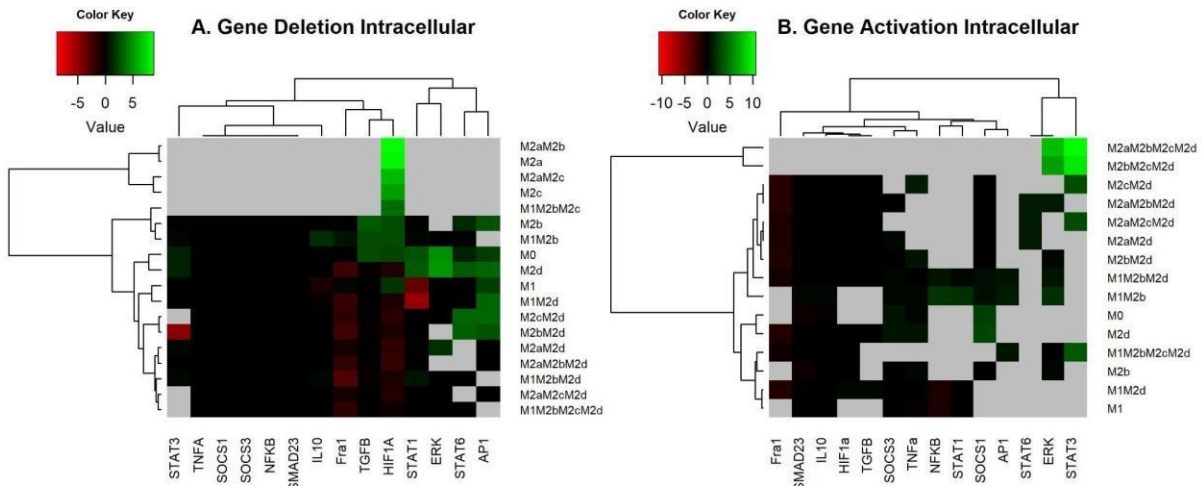 Color Key
A. Gene Deletion Intracellular
-5 0 5
Value
M2aM2b
M2a
M2aM2c
M2c
M1M2bM2c
M2b
M1M2b
M0
M2d
M1
M1M2d
M2cM2d
M2bM2d
M2aM2d
M2aM2bM2d
M1M2bM2d
M2aM2cM2d
M1M2bM2cM2d
STAT3 TNFA SOCS1 SOCS3 NFKB SMAD23 IL10 Fra1 TGFB HIF1A STAT1 ERK STAT6 AP1
Color Key
B. Gene Activation Intracellular
-10 -5 0 5 10
Value
M2aM2bM2cM2d
M2bM2cM2d
M2cM2d
M2aM2bM2d
M2aM2cM2d
M2aM2d
M2bM2d
M1M2bM2d
M1M2b
M0
M2d
M1M2bM2cM2d
M2b
M1M2d
M1
Fra1 SMAD23 IL10 HIF1a TGFB SOCS3 TNFa NFKB STAT1 SOCS1 AP1 STAT6 ERK STAT3